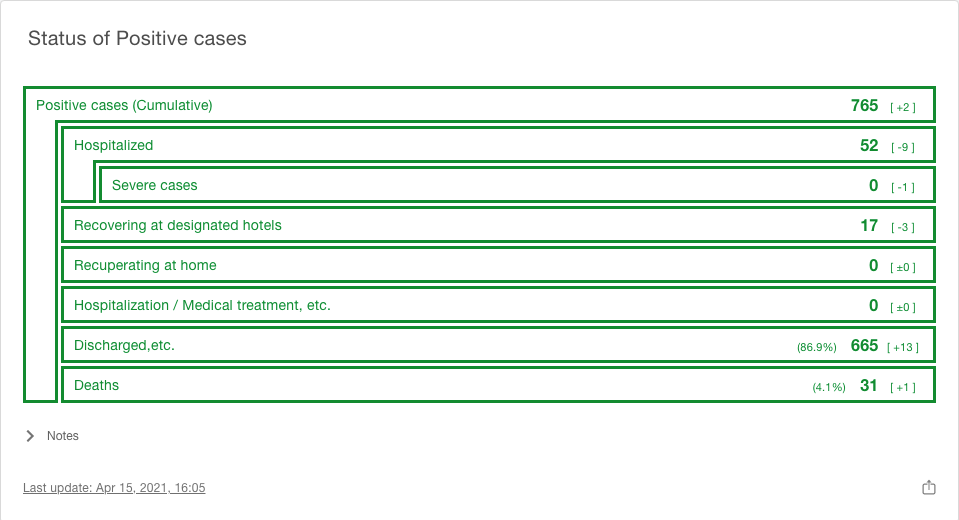 Status of Positive cases
Positive cases (Cumulative) 765 [ +2 ]
Hospitalized 52 [ -9 ]
Severe cases 0 [ -1 ]
Recovering at designated hotels 17 [ -3 ]
Recuperating at home 0 [ ±0 ]
Hospitalization / Medical treatment, etc. 0 [ ±0 ]
Discharged,etc. (86.9%) 665 [ +13 ]
Deaths (4.1%) 31 [ +1 ]
Notes
Last update: Apr 15, 2021, 16:05